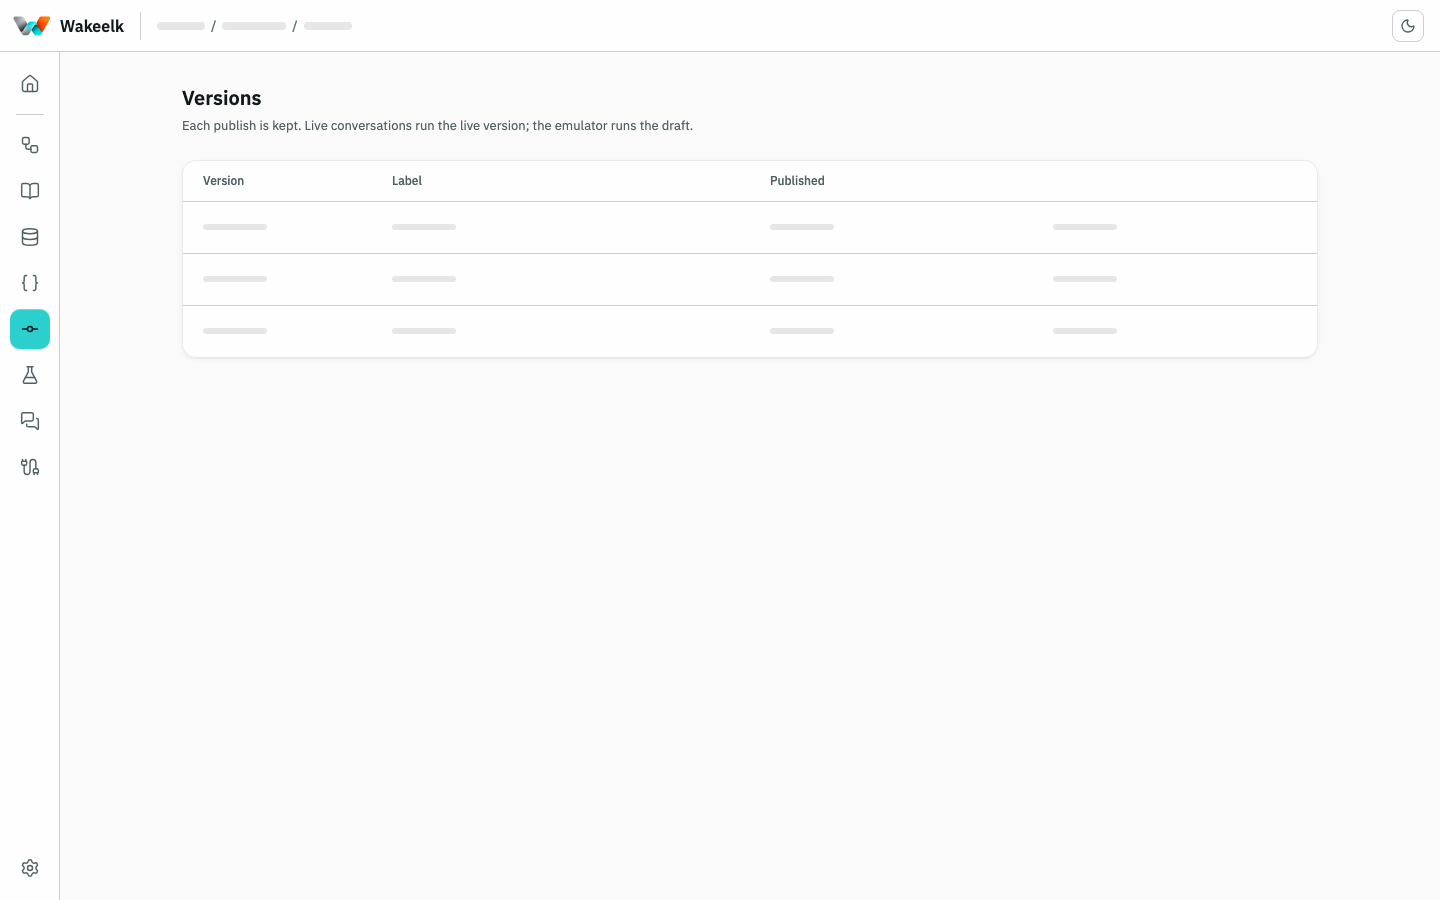 Wakeelk / /
Versions
Each publish is kept. Live conversations run the live version; the emulator runs the draft.
Version Label Published